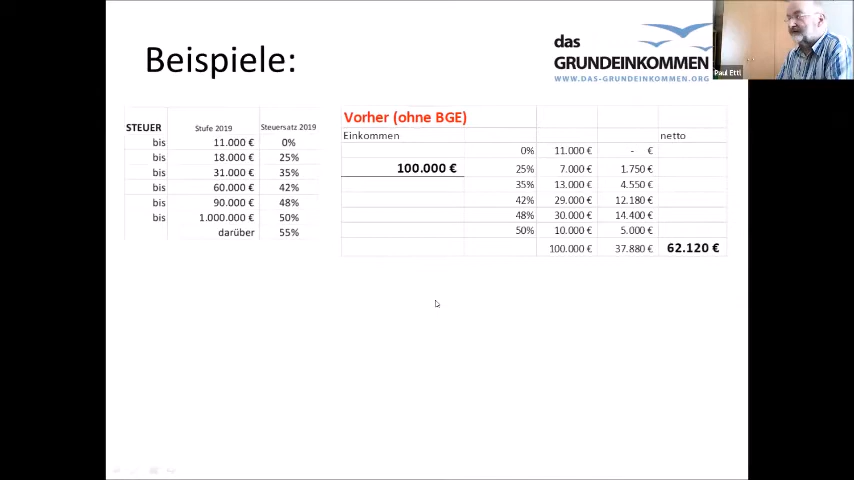 Beispiele:
das
GRUNDEINKOMMEN
WWW.DAS-GRUNDEINKOMMEN.ORG
Paul Ettl
STEUER Stufe 2019 Steuersatz 2019
bis 11.000 € 0%
bis 18.000 € 25%
bis 31.000 € 35%
bis 60.000 € 42%
bis 90.000 € 48%
bis 1.000.000 € 50%
darüber 55%
Vorher (ohne BGE)
Einkommen netto
0% 11.000 € - €
100.000 € 25% 7.000 € 1.750 €
35% 13.000 € 4.550 €
42% 29.000 € 12.180 €
48% 30.000 € 14.400 €
50% 10.000 € 5.000 €
100.000 € 37.880 € 62.120 €